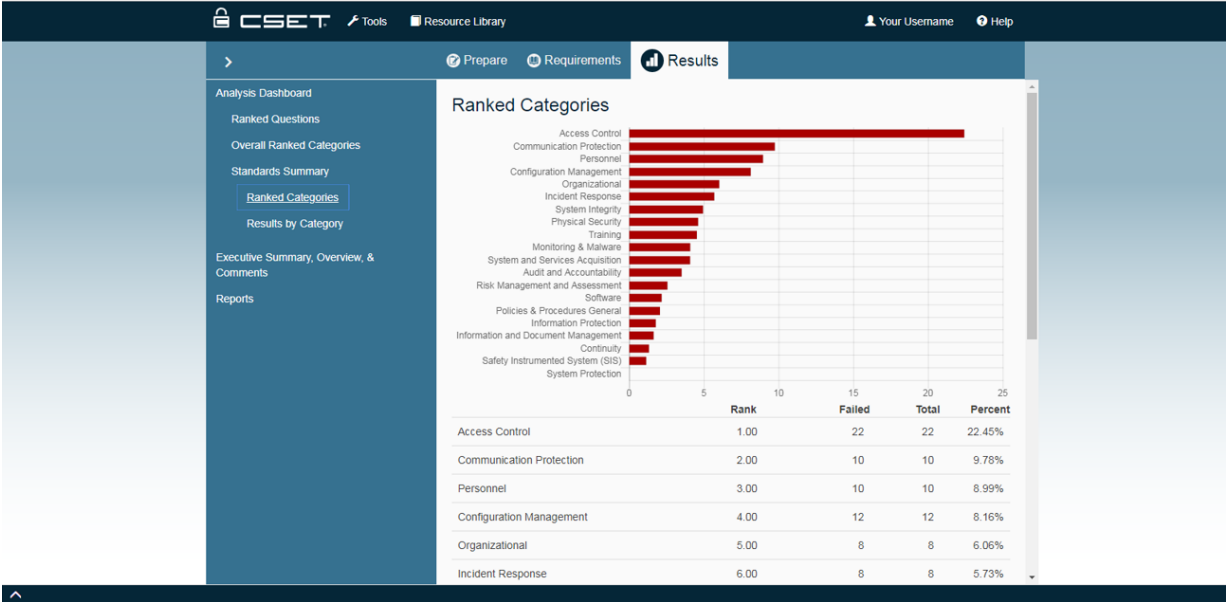 CSET Tools Resource Library Your Username Help
Prepare Requirements Results
Analysis Dashboard
Ranked Questions
Overall Ranked Categories
Standards Summary
Ranked Categories
Results by Category
Executive Summary, Overview, &
Comments
Reports
Ranked Categories
Access Control
Communication Protection
Personnel
Configuration Management
Organizational
Incident Response
System Integrity
Physical Security
Training
Monitoring & Malware
System and Services Acquisition
Audit and Accountability
Risk Management and Assessment
Software
Policies & Procedures General
Information Protection
Information and Document Management
Continuity
Safety Instrumented System (SIS)
System Protection
0 5 10 15 20 25
Rank Failed Total Percent
Access Control 1.00 22 22 22.45%
Communication Protection 2.00 10 10 9.78%
Personnel 3.00 10 10 8.99%
Configuration Management 4.00 12 12 8.16%
Organizational 5.00 8 8 6.06%
Incident Response 6.00 8 8 5.73%